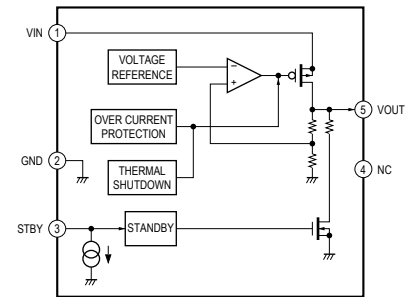 VIN 1
VOLTAGE
REFERENCE
−
+
OVER CURRENT
PROTECTION
5 VOUT
GND 2
THERMAL
SHUTDOWN
4 NC
STBY 3
STANDBY